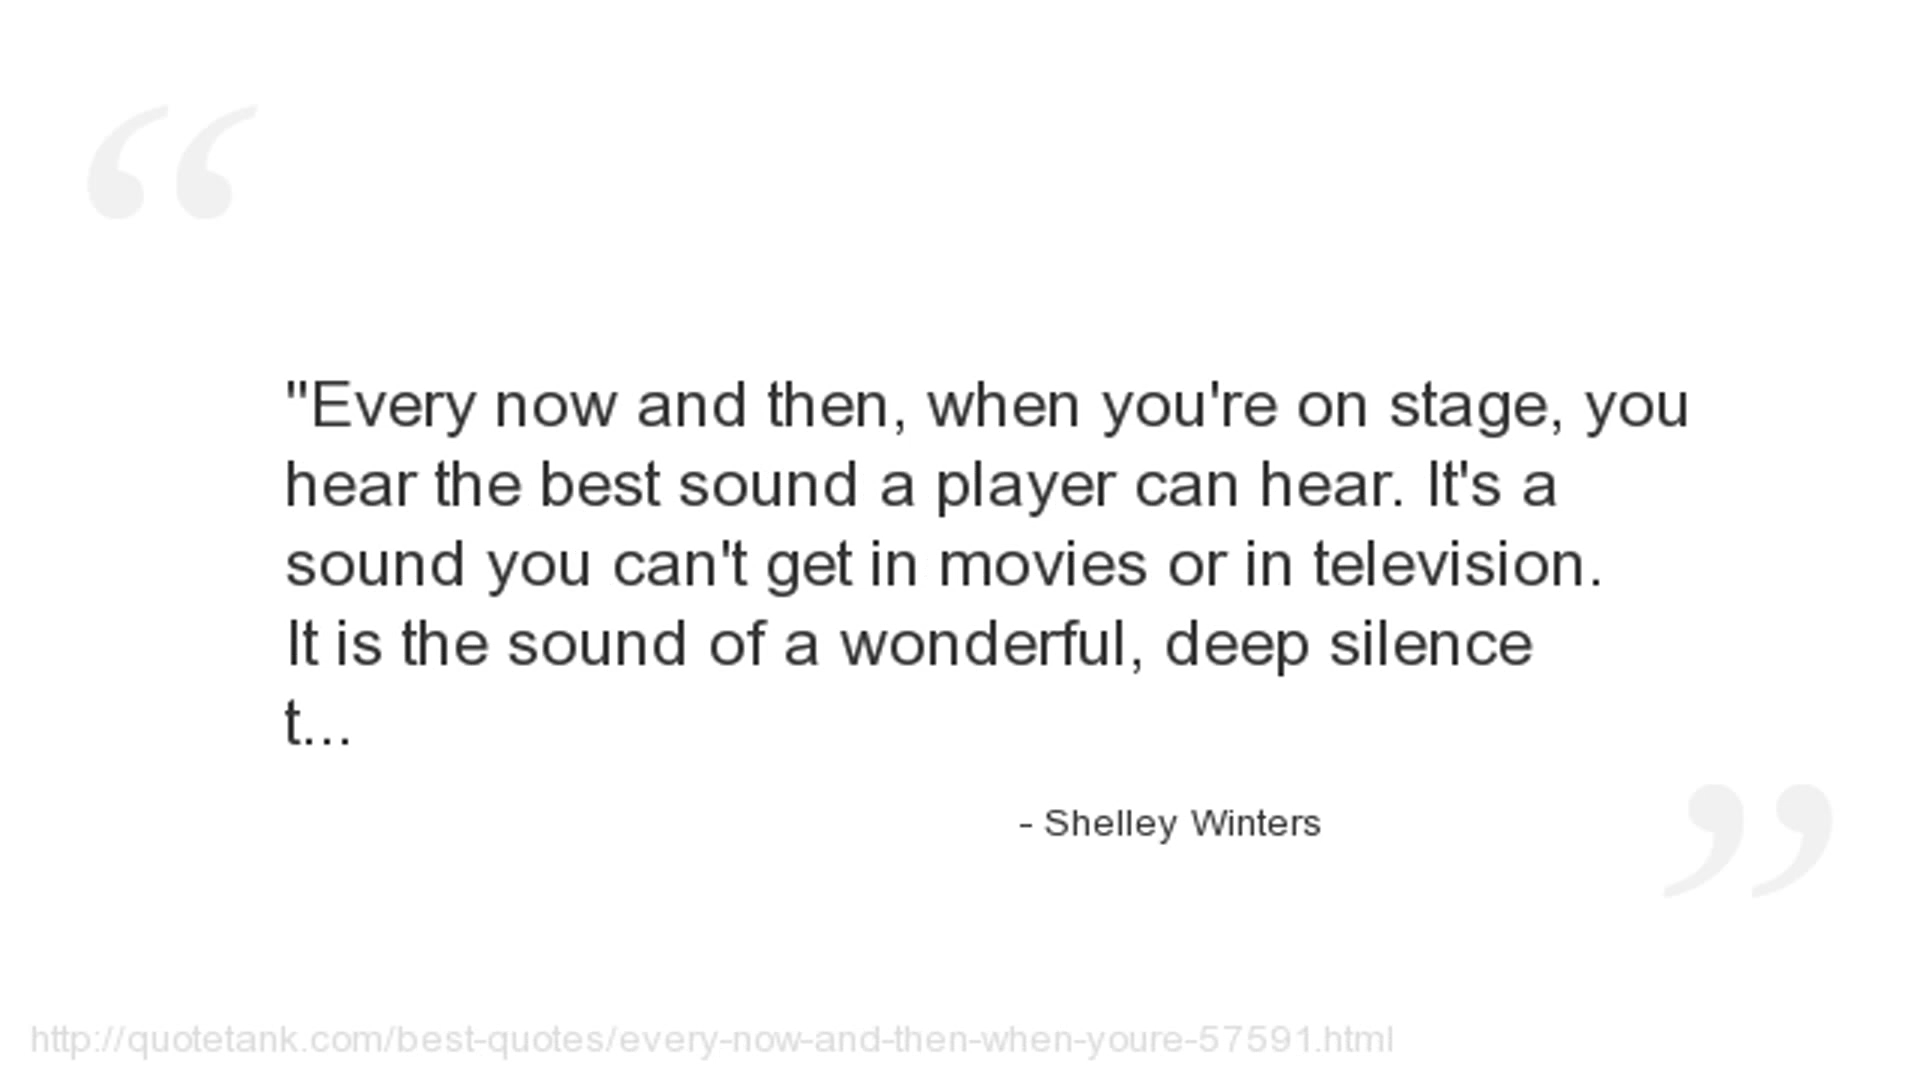 "Every now and then, when you're on stage, you
hear the best sound a player can hear. It's a
sound you can't get in movies or in television.
It is the sound of a wonderful, deep silence
t...
- Shelley Winters
http://quotetank.com/best-quotes/every-now-and-then-when-youre-57591.html